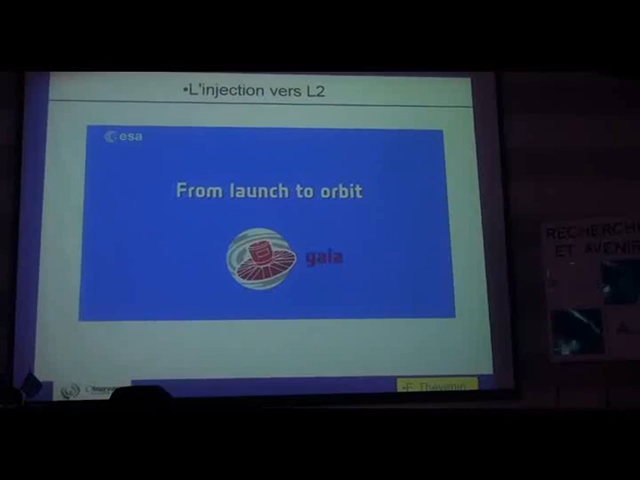 •L'injection vers L2
esa
From launch to orbit
gaia
RECHERCHE
ET AVENIR
•F. Thévenin